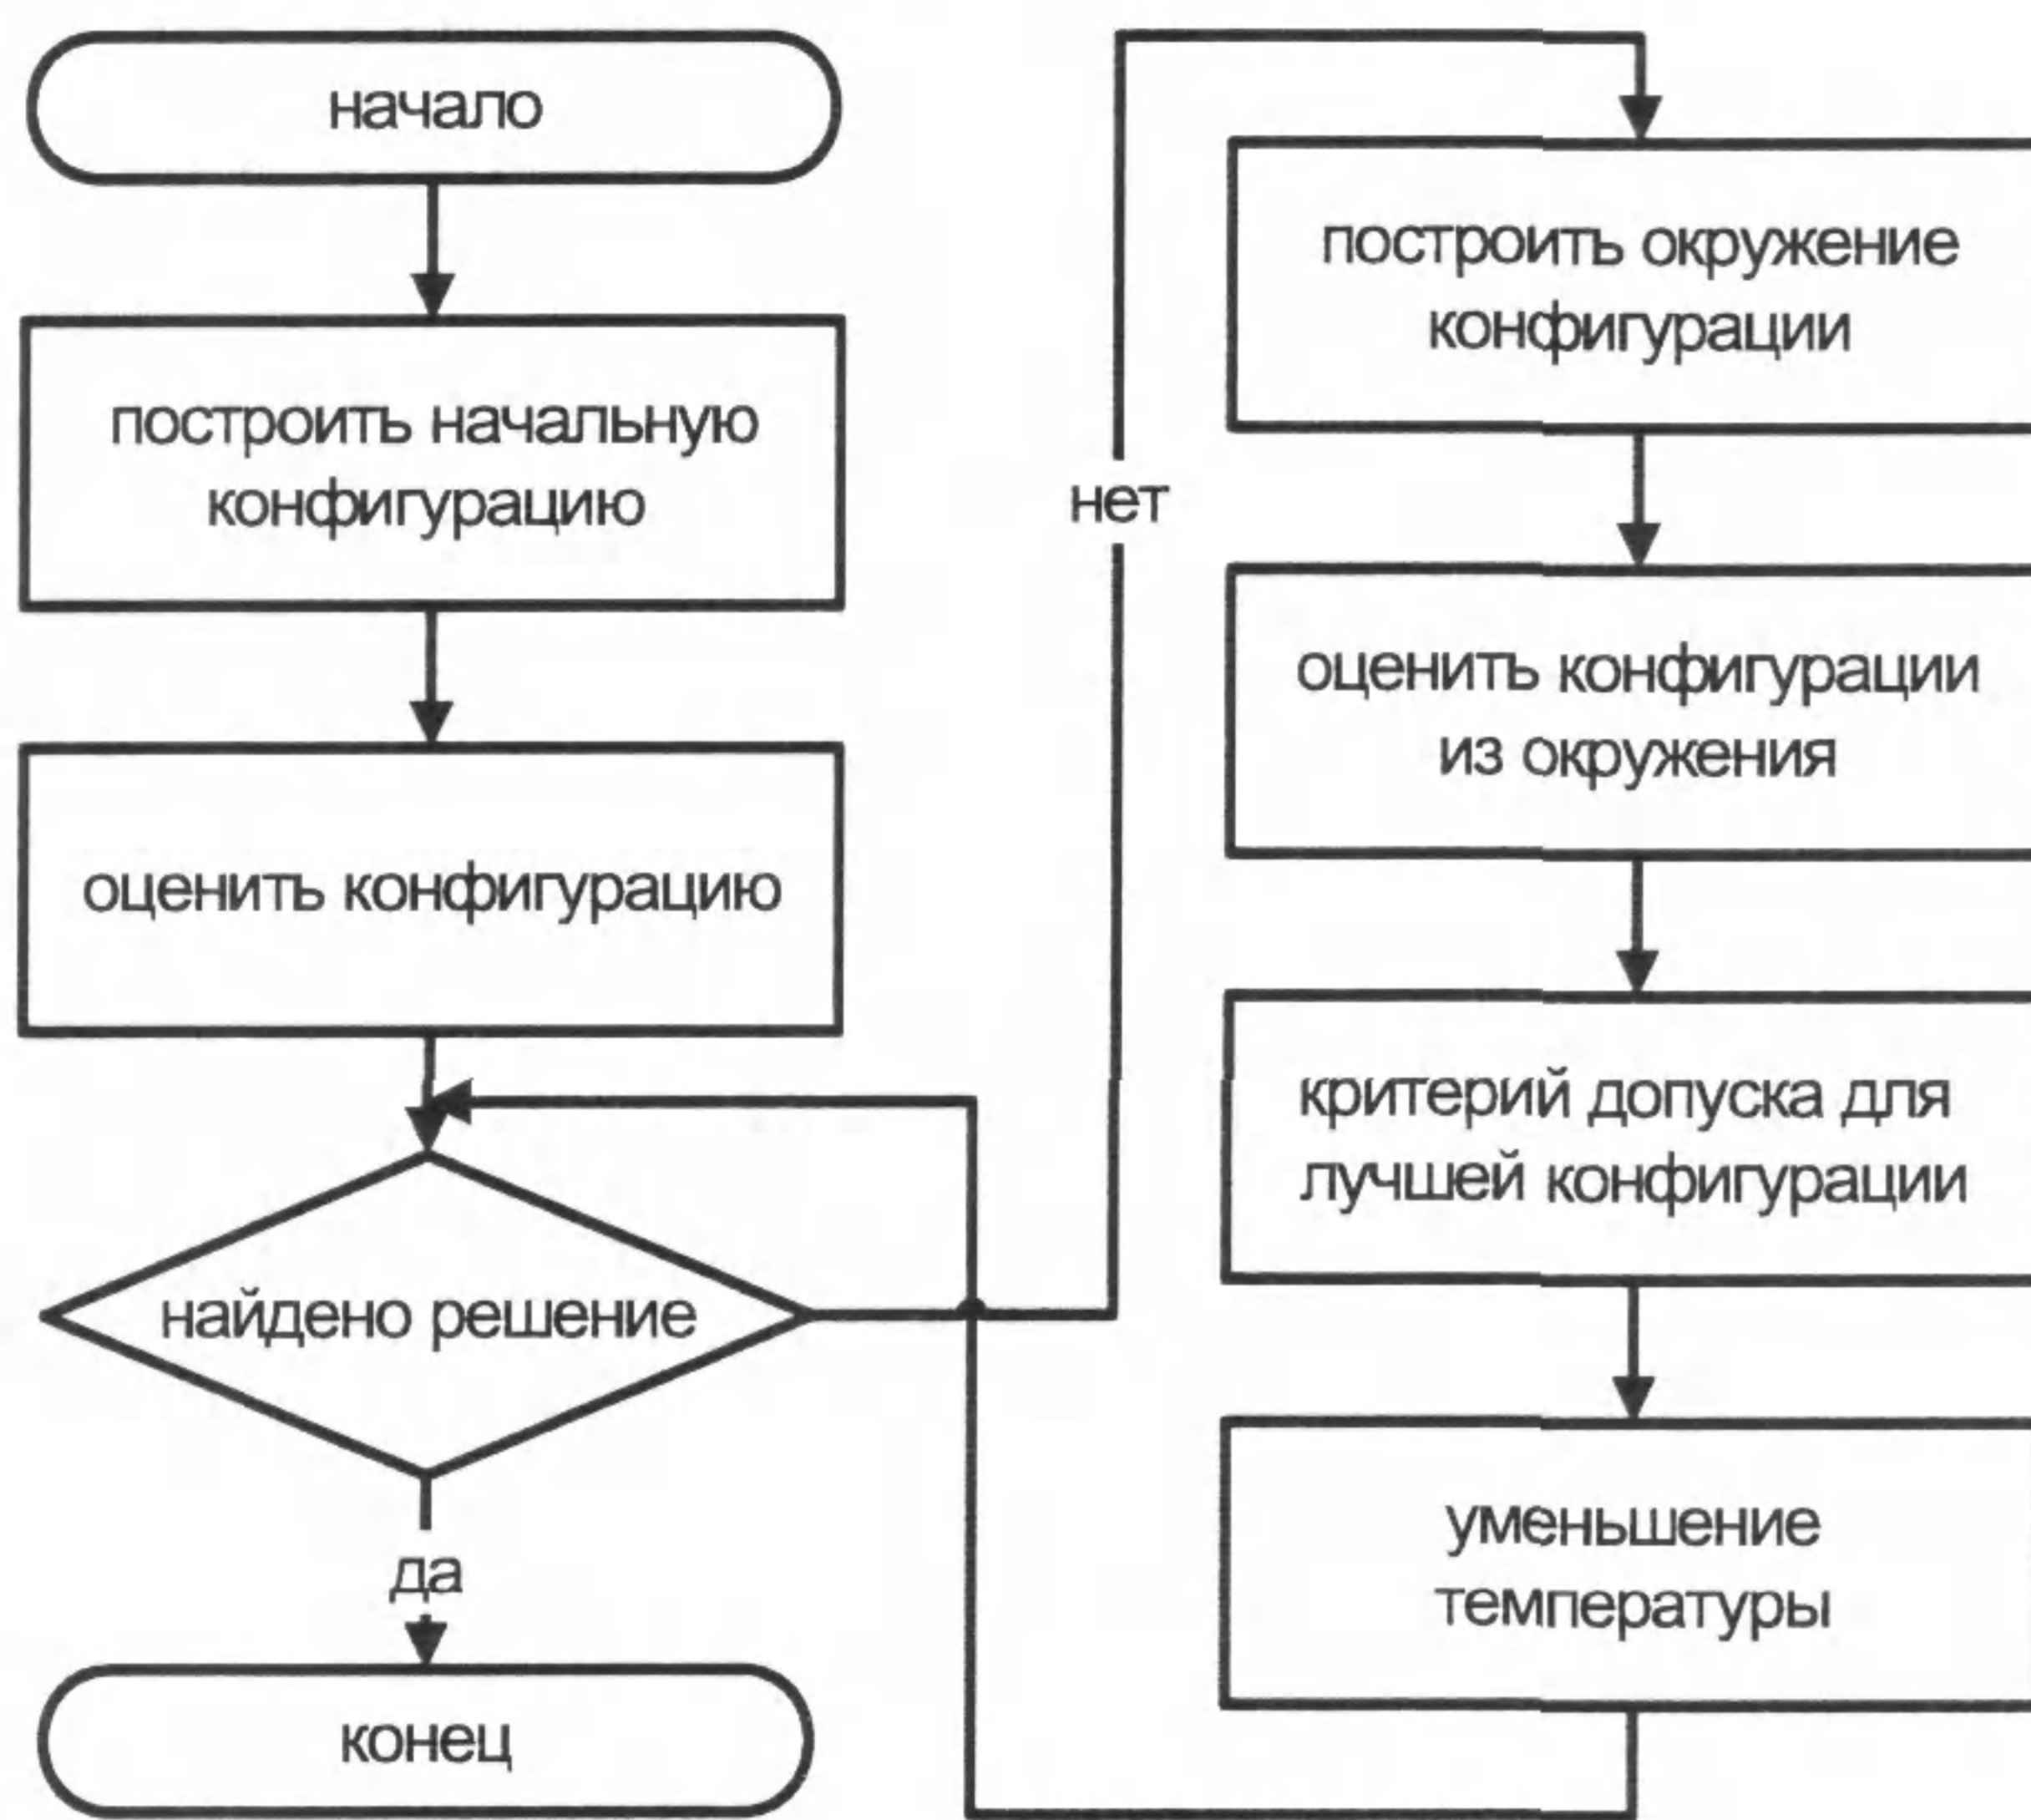 начало
построить начальную
конфигурацию
оценить конфигурацию
найдено решение
да
конец
нет
построить окружение
конфигурации
оценить конфигурации
из окружения
критерий допуска для
лучшей конфигурации
уменьшение
температуры